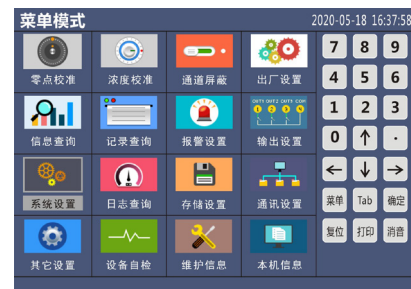 菜单模式 2020-05-18 16:37:58
零点校准 浓度校准 通道屏蔽 出厂设置 7 8 9
4 5 6
OUT1 OUT2 OUT3 COM
信息查询 记录查询 报警设置 输出设置 1 2 3
0 ↑ ·
系统设置 日志查询 存储设置 通讯设置 ← ↓ →
菜单 Tab 确定
其它设置 设备自检 维护信息 本机信息 复位 打印 消音